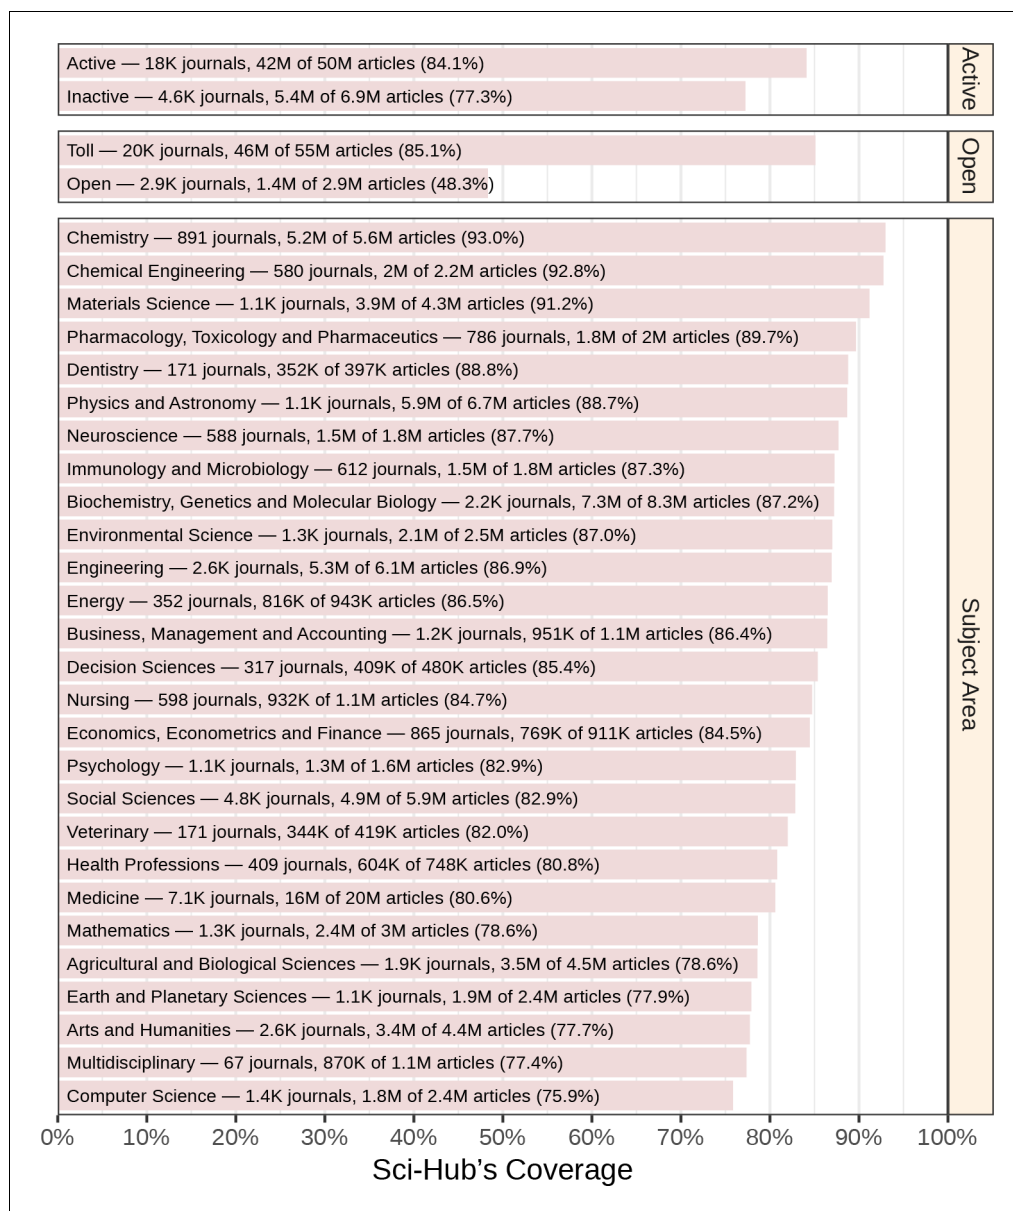 Active — 18K journals, 42M of 50M articles (84.1%)
Inactive — 4.6K journals, 5.4M of 6.9M articles (77.3%)
Active
Toll — 20K journals, 46M of 55M articles (85.1%)
Open — 2.9K journals, 1.4M of 2.9M articles (48.3%)
Open
Chemistry — 891 journals, 5.2M of 5.6M articles (93.0%)
Chemical Engineering — 580 journals, 2M of 2.2M articles (92.8%)
Materials Science — 1.1K journals, 3.9M of 4.3M articles (91.2%)
Pharmacology, Toxicology and Pharmaceutics — 786 journals, 1.8M of 2M articles (89.7%)
Dentistry — 171 journals, 352K of 397K articles (88.8%)
Physics and Astronomy — 1.1K journals, 5.9M of 6.7M articles (88.7%)
Neuroscience — 588 journals, 1.5M of 1.8M articles (87.7%)
Immunology and Microbiology — 612 journals, 1.5M of 1.8M articles (87.3%)
Biochemistry, Genetics and Molecular Biology — 2.2K journals, 7.3M of 8.3M articles (87.2%)
Environmental Science — 1.3K journals, 2.1M of 2.5M articles (87.0%)
Engineering — 2.6K journals, 5.3M of 6.1M articles (86.9%)
Energy — 352 journals, 816K of 943K articles (86.5%)
Business, Management and Accounting — 1.2K journals, 951K of 1.1M articles (86.4%)
Decision Sciences — 317 journals, 409K of 480K articles (85.4%)
Nursing — 598 journals, 932K of 1.1M articles (84.7%)
Economics, Econometrics and Finance — 865 journals, 769K of 911K articles (84.5%)
Psychology — 1.1K journals, 1.3M of 1.6M articles (82.9%)
Social Sciences — 4.8K journals, 4.9M of 5.9M articles (82.9%)
Veterinary — 171 journals, 344K of 419K articles (82.0%)
Health Professions — 409 journals, 604K of 748K articles (80.8%)
Medicine — 7.1K journals, 16M of 20M articles (80.6%)
Mathematics — 1.3K journals, 2.4M of 3M articles (78.6%)
Agricultural and Biological Sciences — 1.9K journals, 3.5M of 4.5M articles (78.6%)
Earth and Planetary Sciences — 1.1K journals, 1.9M of 2.4M articles (77.9%)
Arts and Humanities — 2.6K journals, 3.4M of 4.4M articles (77.7%)
Multidisciplinary — 67 journals, 870K of 1.1M articles (77.4%)
Computer Science — 1.4K journals, 1.8M of 2.4M articles (75.9%)
Subject Area
0% 10% 20% 30% 40% 50% 60% 70% 80% 90% 100%
Sci-Hub’s Coverage